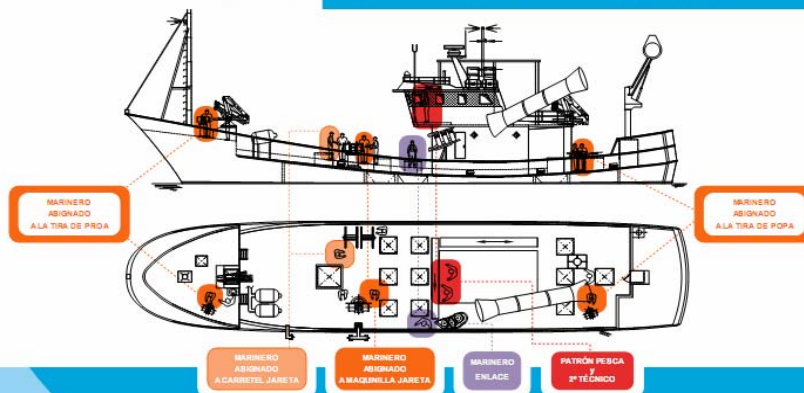 MARINERO
ASIGNADO
A LA TIRA DE PROA
MARINERO
ASIGNADO
A LA TIRA DE POPA
MARINERO
ASIGNADO
A CARRETEL JARETA
MARINERO
ASIGNADO
A MAQUINILLA JARETA
MARINERO
ENLACE
PATRÓN PESCA
y
2º TÉCNICO